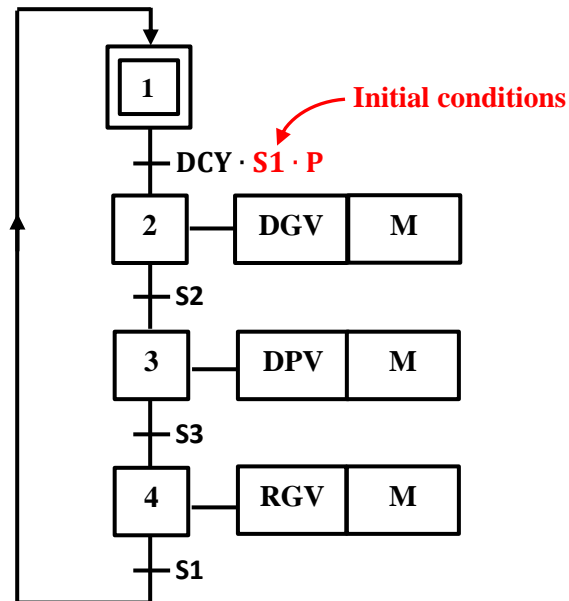 1
Initial conditions
DCY · S1 · P
2 DGV M
S2
3 DPV M
S3
4 RGV M
S1